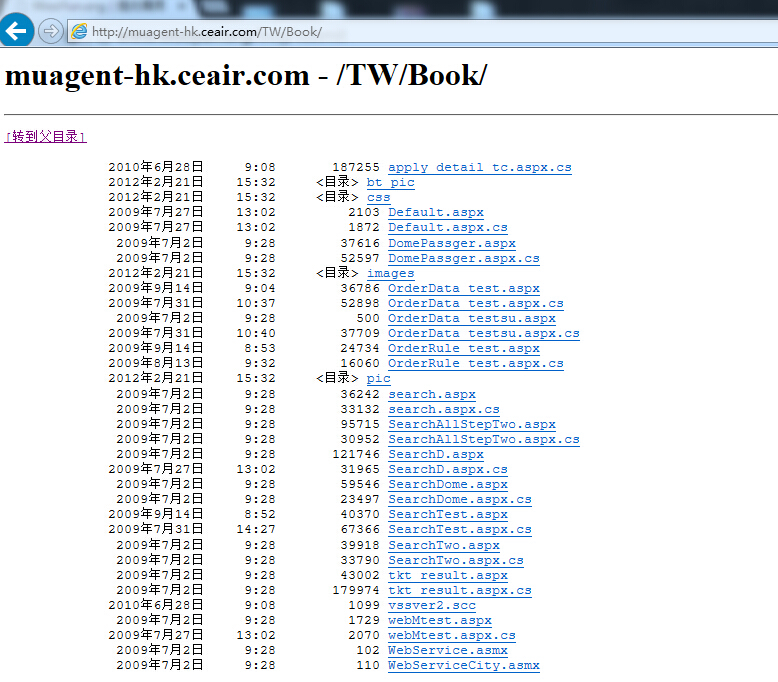 http://muagent-hk.ceair.com/TW/Book/
muagent-hk.ceair.com - /TW/Book/
[转到父目录]
2010年6月28日 9:08 187255 apply_detail_tc.aspx.cs
2012年2月21日 15:32 <目录> bt_pic
2012年2月21日 15:32 <目录> css
2009年7月27日 13:02 2103 Default.aspx
2009年7月27日 13:02 1872 Default.aspx.cs
2009年7月2日 9:28 37616 DomePassger.aspx
2009年7月2日 9:28 52597 DomePassger.aspx.cs
2012年2月21日 15:32 <目录> images
2009年9月14日 9:04 36786 OrderData_test.aspx
2009年7月31日 10:37 52898 OrderData_test.aspx.cs
2009年7月2日 9:28 500 OrderData_testsu.aspx
2009年7月31日 10:40 37709 OrderData_testsu.aspx.cs
2009年9月14日 8:53 24734 OrderRule_test.aspx
2009年8月13日 9:32 16060 OrderRule_test.aspx.cs
2012年2月21日 15:32 <目录> pic
2009年7月2日 9:28 36242 search.aspx
2009年7月2日 9:28 33132 search.aspx.cs
2009年7月2日 9:28 95715 SearchAllStepTwo.aspx
2009年7月2日 9:28 30952 SearchAllStepTwo.aspx.cs
2009年7月2日 9:28 121746 SearchD.aspx
2009年7月27日 13:02 31965 SearchD.aspx.cs
2009年7月2日 9:28 59546 SearchDome.aspx
2009年7月2日 9:28 23497 SearchDome.aspx.cs
2009年9月14日 8:52 40370 SearchTest.aspx
2009年7月31日 14:27 67366 SearchTest.aspx.cs
2009年7月2日 9:28 39918 SearchTwo.aspx
2009年7月2日 9:28 33790 SearchTwo.aspx.cs
2009年7月2日 9:28 43002 tkt_result.aspx
2009年7月2日 9:28 179974 tkt_result.aspx.cs
2010年6月28日 9:08 1099 vssver2.scc
2009年7月2日 9:28 1729 webMtest.aspx
2009年7月27日 13:02 2070 webMtest.aspx.cs
2009年7月2日 9:28 102 WebService.asmx
2009年7月2日 9:28 110 WebServiceCity.asmx